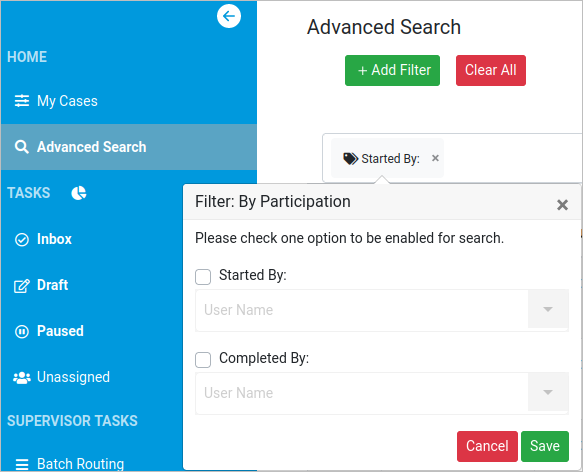 HOME
My Cases
Advanced Search
TASKS
Inbox
Draft
Paused
Unassigned
SUPERVISOR TASKS
Batch Routing
Advanced Search
+ Add Filter
Clear All
Started By: ×
Filter: By Participation ×
Please check one option to be enabled for search.
Started By:
User Name
Completed By:
User Name
Cancel
Save